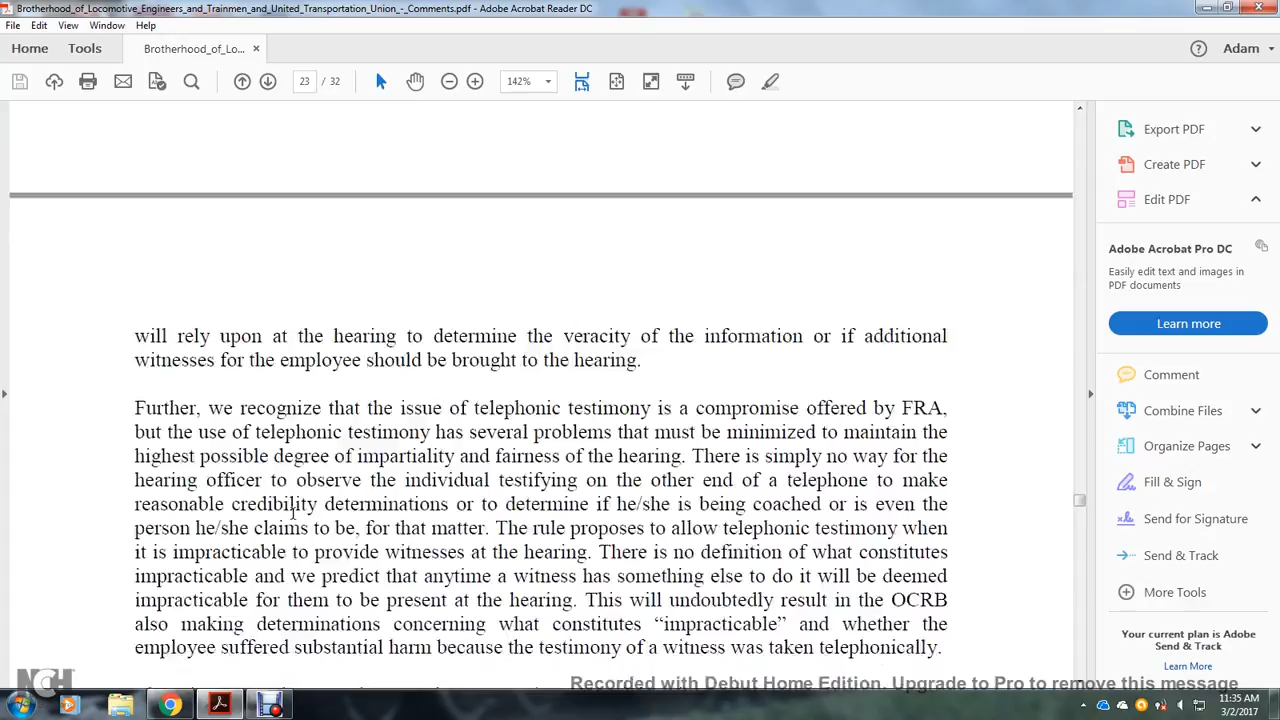 Brotherhood_of_Locomotive_Engineers_and_Trainmen_and_United_Transportation_Union_-_Comments.pdf - Adobe Acrobat Reader DC
File Edit View Window Help
Home Tools Brotherhood_of_Lo... × Adam
23 / 32 142%
Export PDF
Create PDF
Edit PDF
Adobe Acrobat Pro DC
Easily edit text and images in
PDF documents
Learn more
Comment
Combine Files
Organize Pages
Fill & Sign
Send for Signature
Send & Track
More Tools
Your current plan is Adobe
Send & Track
Learn More
will rely upon at the hearing to determine the veracity of the information or if additional
witnesses for the employee should be brought to the hearing.
Further, we recognize that the issue of telephonic testimony is a compromise offered by FRA,
but the use of telephonic testimony has several problems that must be minimized to maintain the
highest possible degree of impartiality and fairness of the hearing. There is simply no way for the
hearing officer to observe the individual testifying on the other end of a telephone to make
reasonable credibility determinations or to determine if he/she is being coached or is even the
person he/she claims to be, for that matter. The rule proposes to allow telephonic testimony when
it is impracticable to provide witnesses at the hearing. There is no definition of what constitutes
impracticable and we predict that anytime a witness has something else to do it will be deemed
impracticable for them to be present at the hearing. This will undoubtedly result in the OCRB
also making determinations concerning what constitutes “impracticable” and whether the
employee suffered substantial harm because the testimony of a witness was taken telephonically.
NCH
Recorded with Debut Home Edition. Upgrade to Pro to remove this message
11:35 AM
3/2/2017